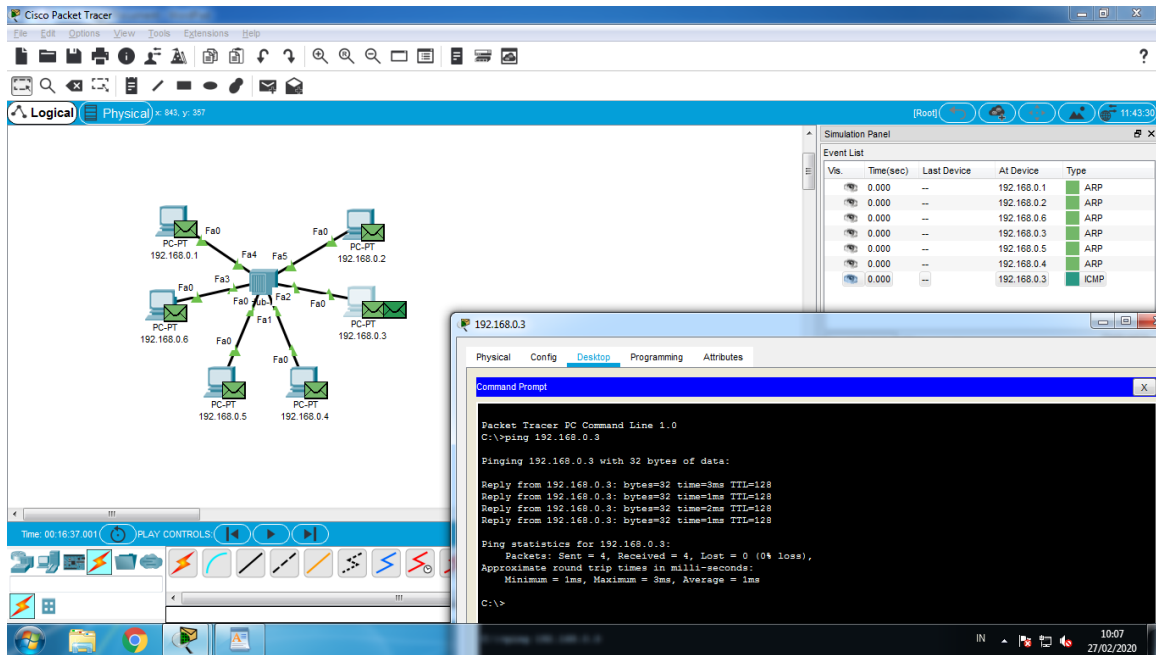 Cisco Packet Tracer
File Edit Options View Tools Extensions Help
?
Logical Physical x: 843, y: 357 [Root] 11:43:30
Simulation Panel
Event List
Vis. Time(sec) Last Device At Device Type
0.000 -- 192.168.0.1 ARP
0.000 -- 192.168.0.2 ARP
0.000 -- 192.168.0.6 ARP
0.000 -- 192.168.0.3 ARP
0.000 -- 192.168.0.5 ARP
0.000 -- 192.168.0.4 ARP
0.000 -- 192.168.0.3 ICMP
Fa0 Fa0
PC-PT
192.168.0.1
PC-PT
192.168.0.2
Fa4 Fa5
Fa3
Fa0 Fa0 Fa2 Fa0
PC-PT
192.168.0.6
PC-PT
192.168.0.3
Fa1
Fa0
Fa0
PC-PT
192.168.0.5
PC-PT
192.168.0.4
192.168.0.3
Physical Config Desktop Programming Attributes
Command Prompt X
Packet Tracer PC Command Line 1.0
C:\>ping 192.168.0.3
Pinging 192.168.0.3 with 32 bytes of data:
Reply from 192.168.0.3: bytes=32 time=3ms TTL=128
Reply from 192.168.0.3: bytes=32 time=1ms TTL=128
Reply from 192.168.0.3: bytes=32 time=2ms TTL=128
Reply from 192.168.0.3: bytes=32 time=1ms TTL=128
Ping statistics for 192.168.0.3:
Packets: Sent = 4, Received = 4, Lost = 0 (0% loss),
Approximate round trip times in milli-seconds:
Minimum = 1ms, Maximum = 3ms, Average = 1ms
C:\>
Time: 00:16:37.001 PLAY CONTROLS:
IN
10:07
27/02/2020